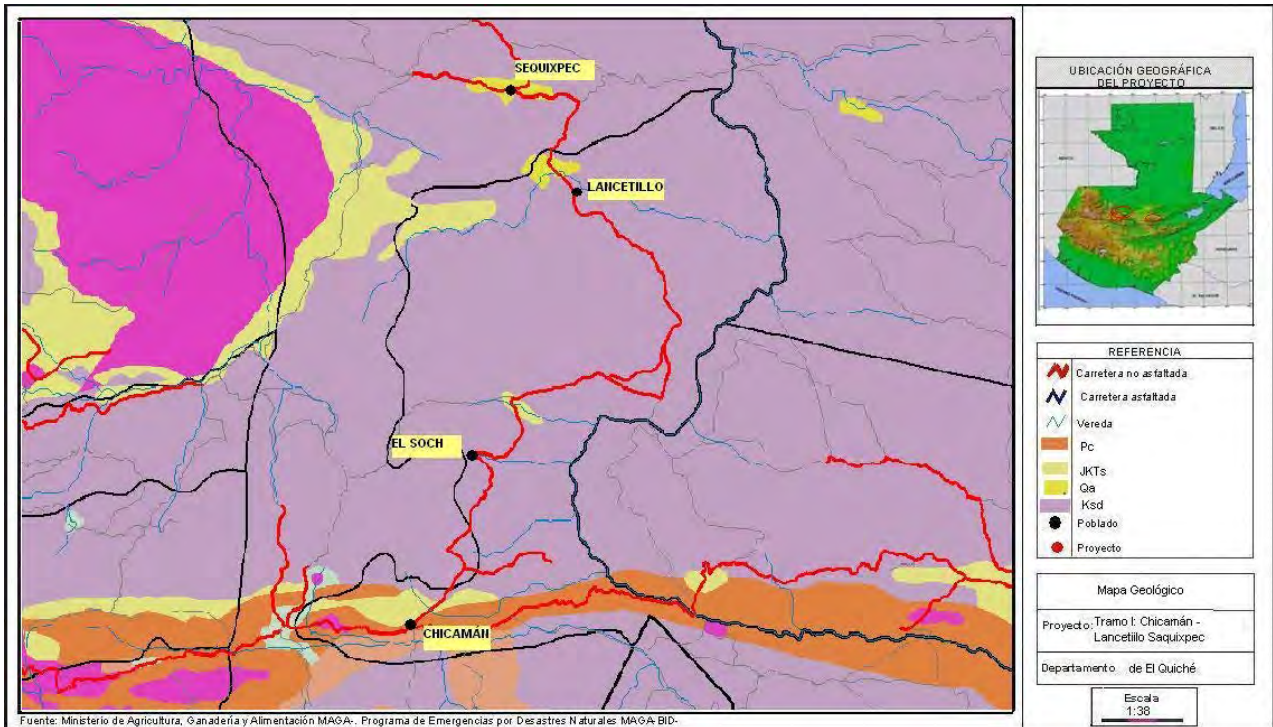 SEQUIXPEC
LANCETILLO
EL SOCH
CHICAMÁN
Fuente: Ministerio de Agricultura, Ganadería y Alimentación MAGA-. Programa de Emergencias por Desastres Naturales MAGA-BID-
UBICACIÓN GEOGRÁFICA
DEL PROYECTO
REFERENCIA
Carretera no asfaltada
Carretera asfaltada
Vereda
Pc
JKTs
Qa
Ksd
Poblado
Proyecto
Mapa Geológico
Proyecto: Tramo I: Chicamán -
Lancetillo Saquixpec
Departamento de El Quiché
Escala
1:38